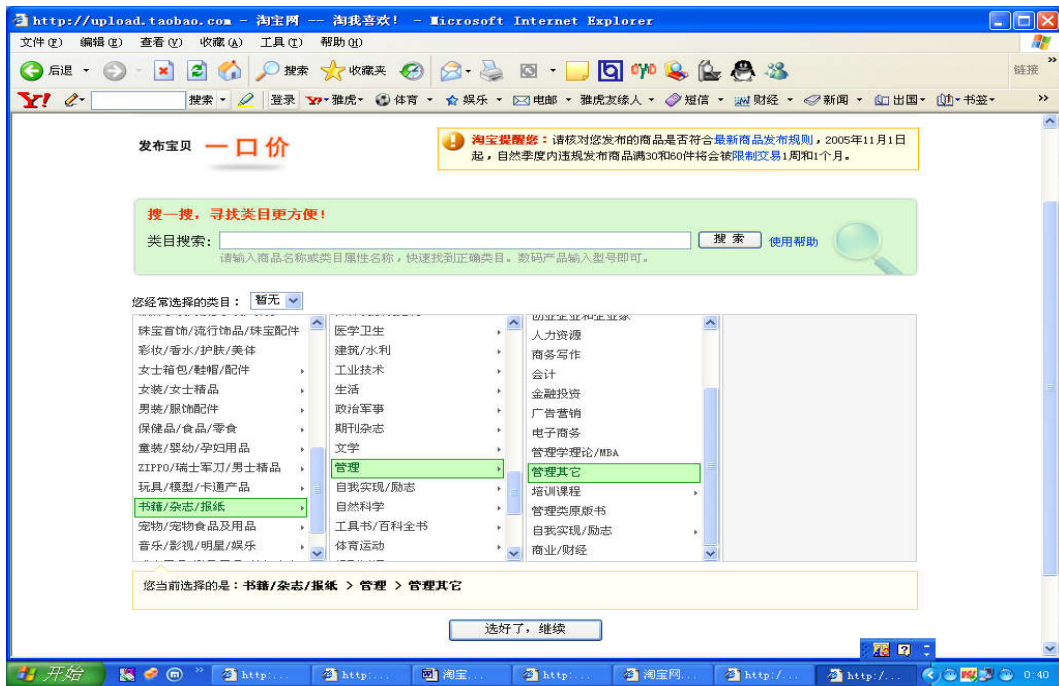 http://upload.taobao.com - 淘宝网 -- 淘我喜欢! - Microsoft Internet Explorer
文件(F) 编辑(E) 查看(V) 收藏(A) 工具(T) 帮助(H)
后退 搜索 收藏夹 链接 »
Y! 搜索 登录 雅虎 体育 娱乐 电邮 雅虎友缘人 短信 财经 新闻 出国 书签 »
发布宝贝 一口价
淘宝提醒您：请核对您发布的商品是否符合最新商品发布规则，2005年11月1日
起，自然季度内违规发布商品满30和60件将会被限制交易1周和1个月。
搜一搜，寻找类目更方便!
类目搜索: 搜 索 使用帮助
请输入商品名称或类目属性名称，快速找到正确类目。数码产品输入型号即可。
您经常选择的类目： 暂无
珠宝首饰/流行饰品/珠宝配件
彩妆/香水/护肤/美体
女士箱包/鞋帽/配件
女装/女士精品
男装/服饰配件
保健品/食品/零食
童装/婴幼/孕妇用品
ZIPPO/瑞士军刀/男士精品
玩具/模型/卡通产品
书籍/杂志/报纸
宠物/宠物食品及用品
音乐/影视/明星/娱乐
医学卫生
建筑/水利
工业技术
生活
政治军事
期刊杂志
文学
管理
自我实现/励志
自然科学
工具书/百科全书
体育运动
创业企业和企业家
人力资源
商务写作
会计
金融投资
广告营销
电子商务
管理学理论/MBA
管理其它
培训课程
管理类原版书
自我实现/励志
商业/财经
您当前选择的是：书籍/杂志/报纸 > 管理 > 管理其它
选好了，继续
开始 » http:... http:... 淘宝... http:... 淘宝网... http:/... http:/... 0:40